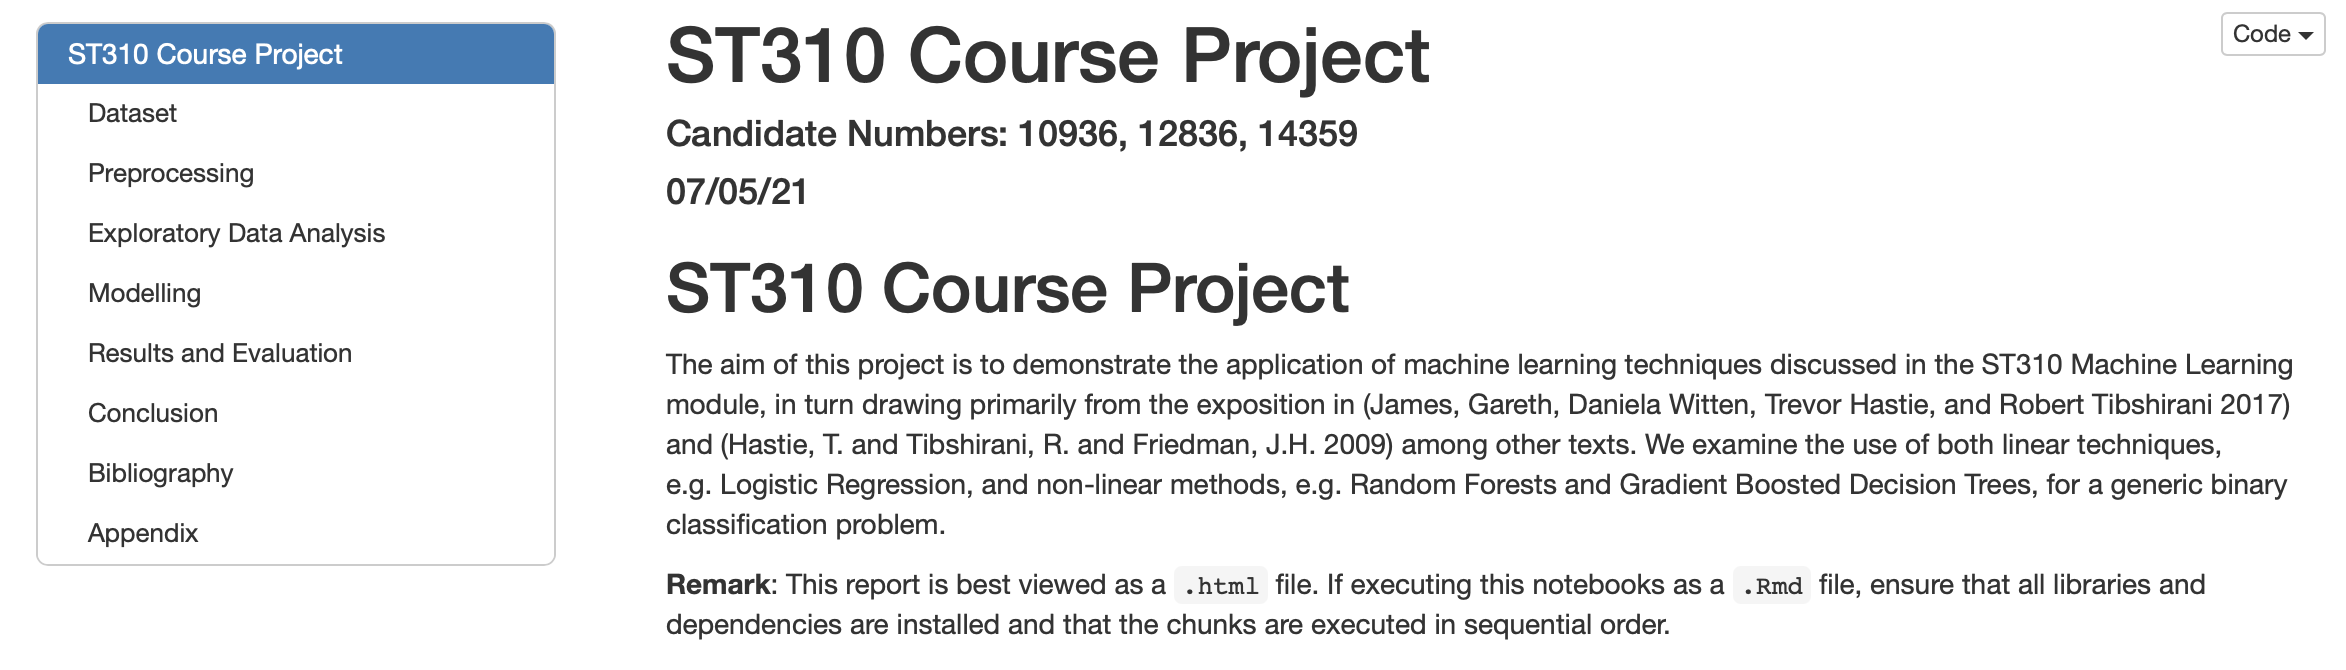 ST310 Course Project
Dataset
Preprocessing
Exploratory Data Analysis
Modelling
Results and Evaluation
Conclusion
Bibliography
Appendix
Code
ST310 Course Project
Candidate Numbers: 10936, 12836, 14359
07/05/21
ST310 Course Project
The aim of this project is to demonstrate the application of machine learning techniques discussed in the ST310 Machine Learning
module, in turn drawing primarily from the exposition in (James, Gareth, Daniela Witten, Trevor Hastie, and Robert Tibshirani 2017)
and (Hastie, T. and Tibshirani, R. and Friedman, J.H. 2009) among other texts. We examine the use of both linear techniques,
e.g. Logistic Regression, and non-linear methods, e.g. Random Forests and Gradient Boosted Decision Trees, for a generic binary
classification problem.
Remark: This report is best viewed as a .html file. If executing this notebooks as a .Rmd file, ensure that all libraries and
dependencies are installed and that the chunks are executed in sequential order.